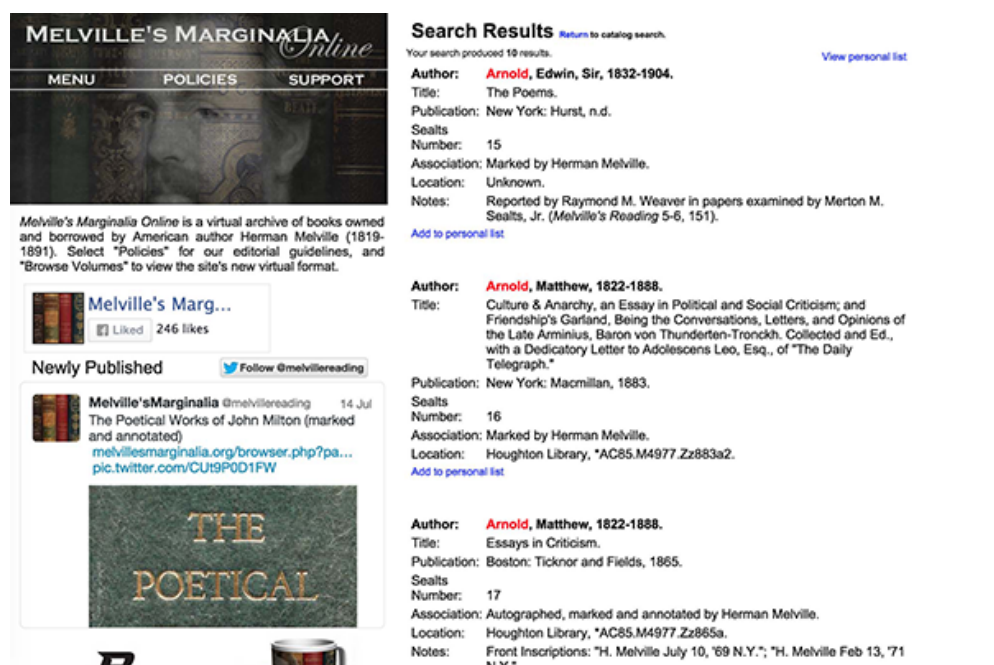 MELVILLE'S MARGINALIA
Online
MENU POLICIES SUPPORT
Melville's Marginalia Online is a virtual archive of books owned
and borrowed by American author Herman Melville (1819-
1891). Select "Policies" for our editorial guidelines, and
"Browse Volumes" to view the site's new virtual format.
Melville's Marg...
Liked 246 likes
Newly Published Follow @melvillereading
Melville'sMarginalia @melvillereading 14 Jul
The Poetical Works of John Milton (marked
and annotated)
melvillesmarginalia.org/browser.php?pa...
pic.twitter.com/CUt9P0D1FW
THE
POETICAL
Search Results Return to catalog search.
Your search produced 10 results.
View personal list
Author: Arnold, Edwin, Sir, 1832-1904.
Title: The Poems.
Publication: New York: Hurst, n.d.
Sealts
Number: 15
Association: Marked by Herman Melville.
Location: Unknown.
Notes: Reported by Raymond M. Weaver in papers examined by Merton M.
Sealts, Jr. (Melville's Reading 5-6, 151).
Add to personal list
Author: Arnold, Matthew, 1822-1888.
Title: Culture & Anarchy, an Essay in Political and Social Criticism; and
Friendship's Garland, Being the Conversations, Letters, and Opinions of
the Late Arminius, Baron von Thunderten-Tronckh. Collected and Ed.,
with a Dedicatory Letter to Adolescens Leo, Esq., of "The Daily
Telegraph."
Publication: New York: Macmillan, 1883.
Sealts
Number: 16
Association: Marked by Herman Melville.
Location: Houghton Library, *AC85.M4977.Zz883a2.
Add to personal list
Author: Arnold, Matthew, 1822-1888.
Title: Essays in Criticism.
Publication: Boston: Ticknor and Fields, 1865.
Sealts
Number: 17
Association: Autographed, marked and annotated by Herman Melville.
Location: Houghton Library, *AC85.M4977.Zz865a.
Notes: Front Inscriptions: "H. Melville July 10, '69 N.Y."; "H. Melville Feb 13, '71
N.Y."